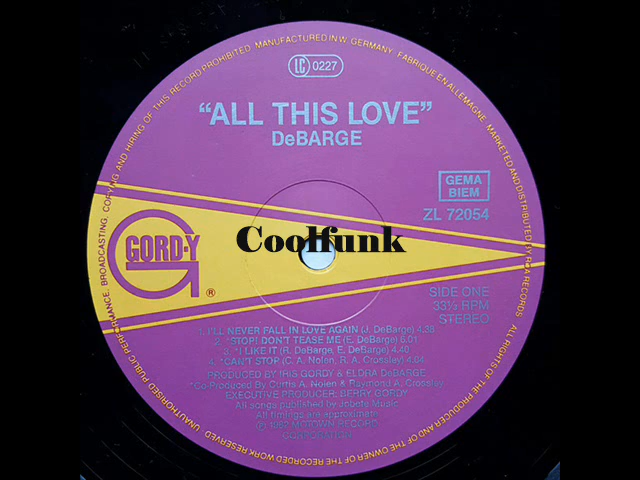 LC 0227
"ALL THIS LOVE"
DeBARGE
GEMA
BIEM
ZL 72054
GORD-Y
G
®
Coolfunk
SIDE ONE
33⅓ RPM
STEREO
1. I'LL NEVER FALL IN LOVE AGAIN (J. DeBARGE) 4.38
2. *STOP! DON'T TEASE ME (E. DeBARGE) 6.01
3. *I LIKE IT (R. DeBarge, E. DeBARGE) 4.40
4. *CAN'T STOP (C. A. Nolen, R. A. Crossley) 4.04
PRODUCED BY IRIS GORDY & ELDRA DeBARGE
*Co Produced By Curtis A. Nolen & Raymond A. Crossley
EXECUTIVE PRODUCER: BERRY GORDY
All songs published by Jobete Music
All timings are approximate
℗ 1982 MOTOWN RECORD
CORPORATION
MANUFACTURED IN W. GERMANY. FABRIQUE EN ALLEMAGNE. MARKETED AND DISTRIBUTED BY RCA RECORDS. ALL RIGHTS OF THE PRODUCER AND OF THE OWNER OF THE RECORDED WORK RESERVED. UNAUTHORISED PUBLIC PERFORMANCE, BROADCASTING, COPYING AND HIRING OF THIS RECORD PROHIBITED.